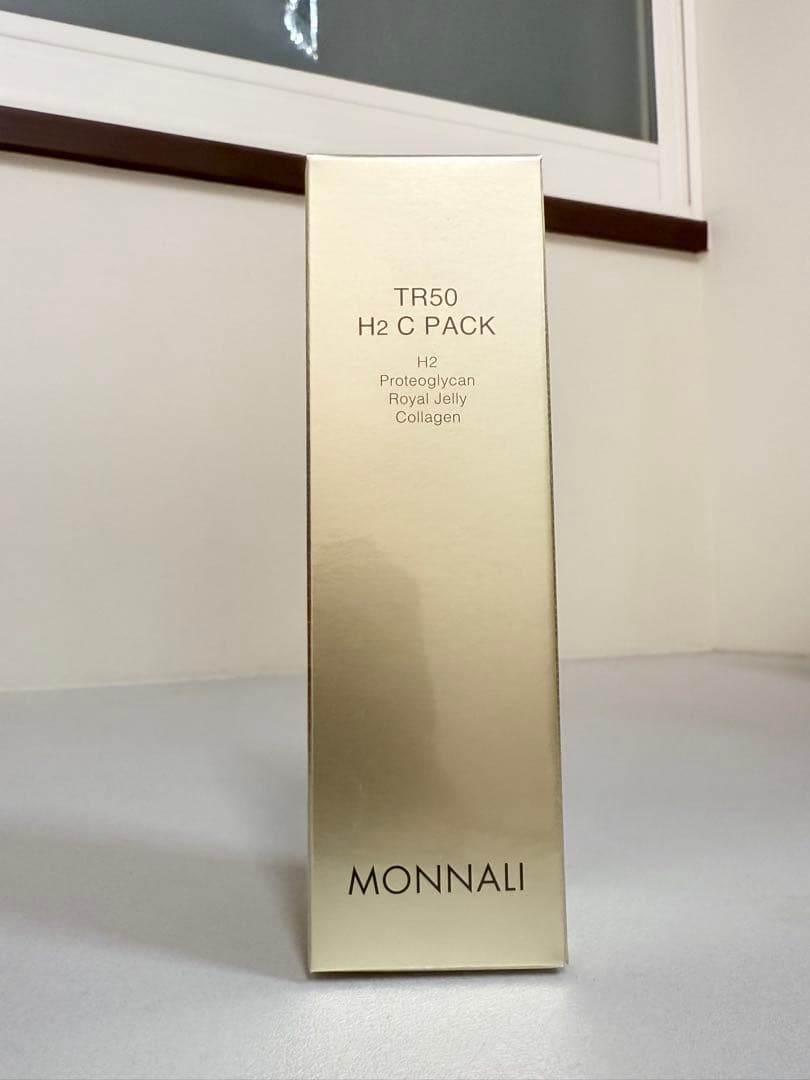 TR50
H2 C PACK
H2
Proteoglycan
Royal Jelly
Collagen
MONNALI